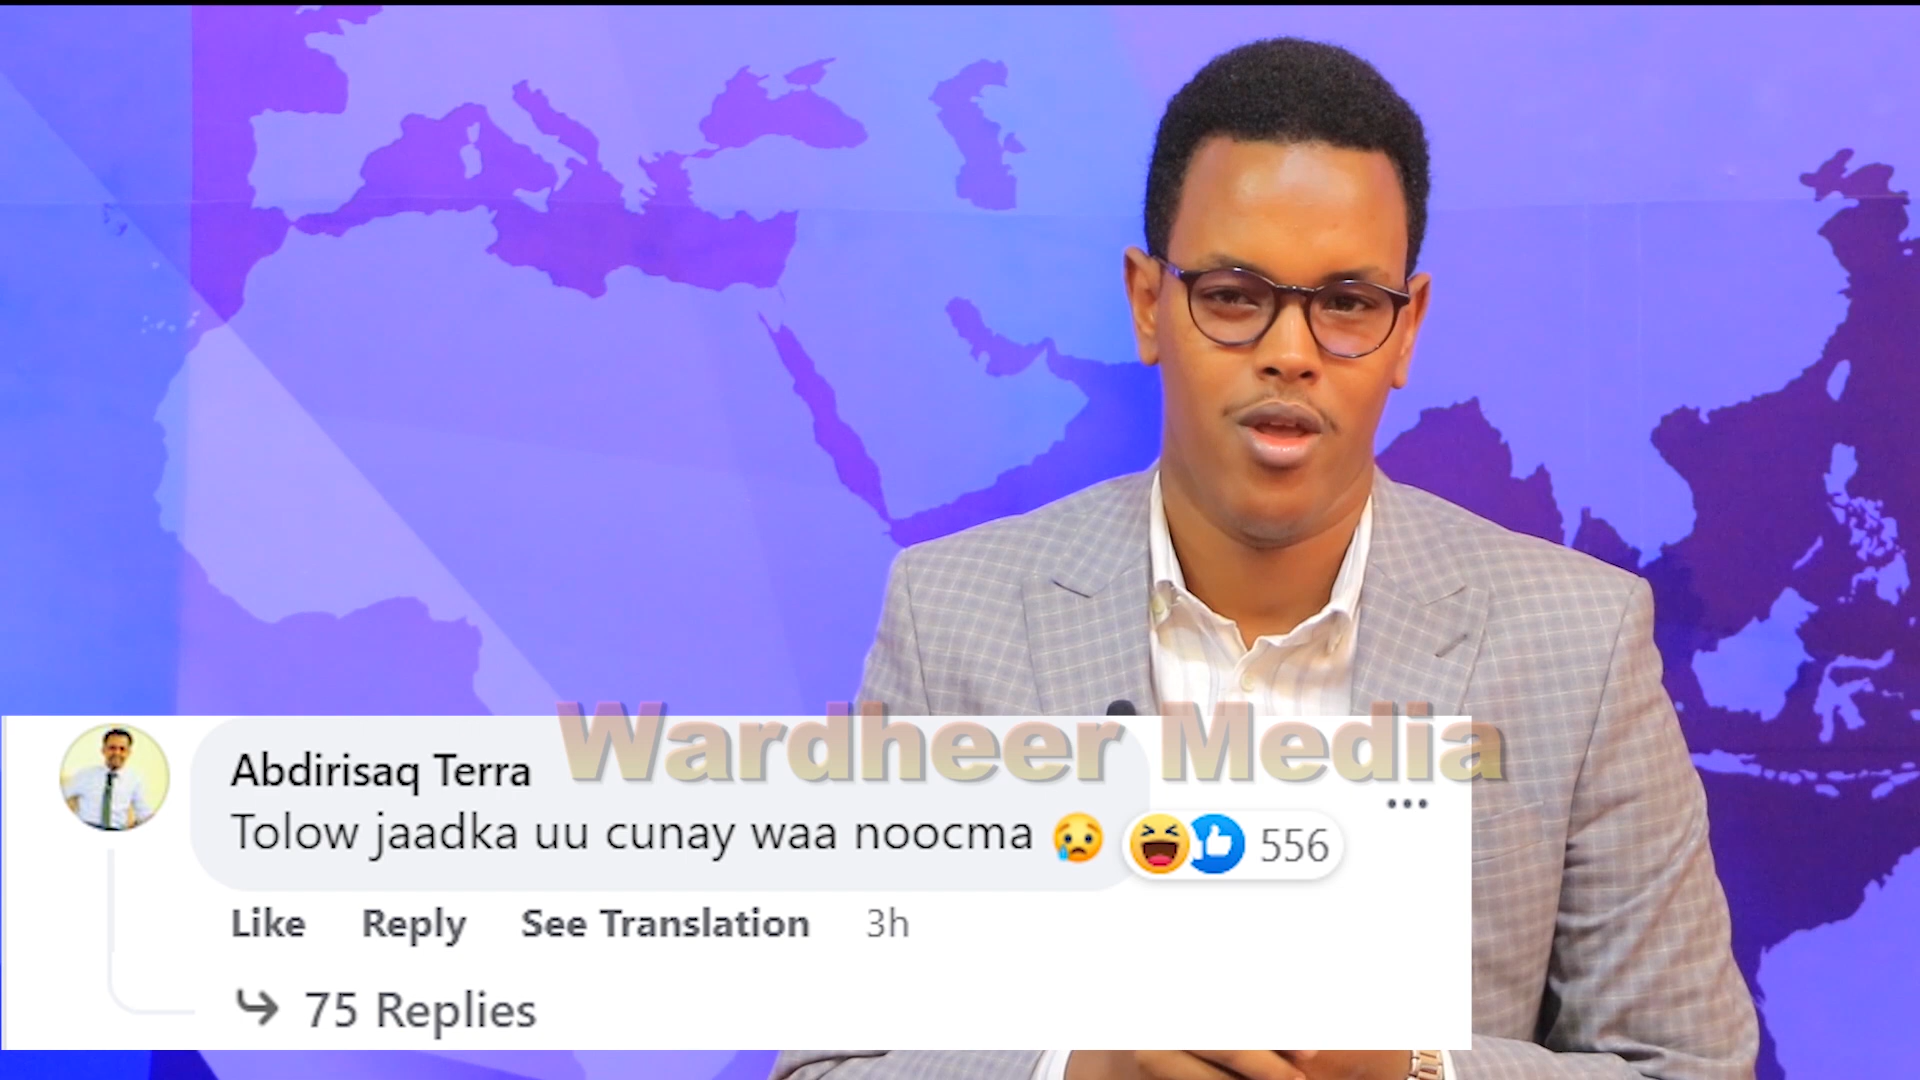 Wardheer Media
Abdirisaq Terra
Tolow jaadka uu cunay waa noocma 😢
556
Like Reply See Translation 3h
75 Replies